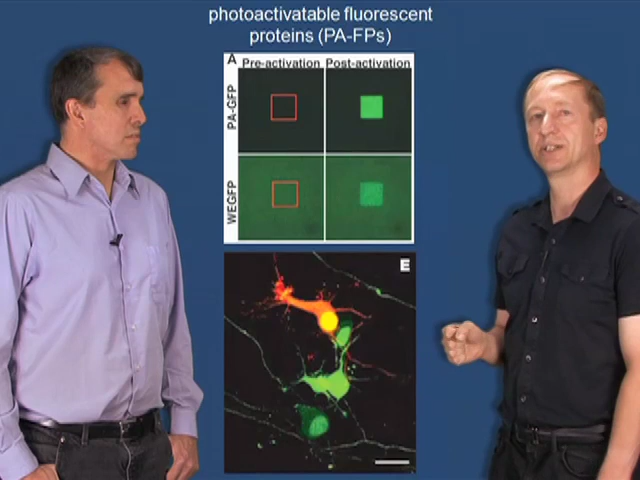 photoactivatable fluorescent
proteins (PA-FPs)
A Pre-activation Post-activation
PA-GFP
WEGFP
E